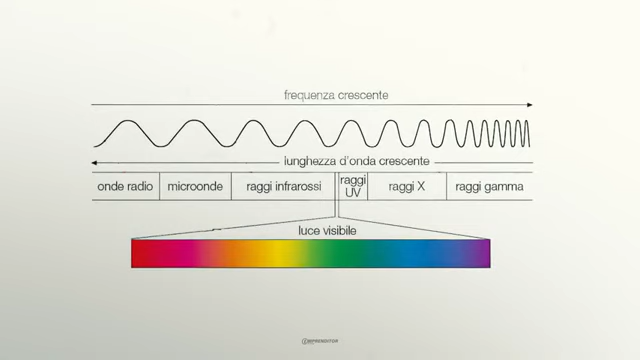 frequenza crescente
lunghezza d'onda crescente
onde radio microonde raggi infrarossi raggi UV raggi X raggi gamma
luce visibile